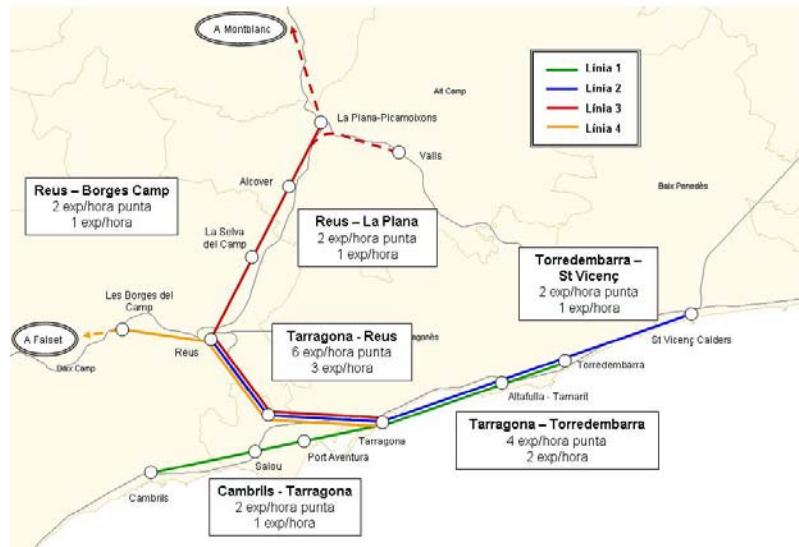 A Montblanc
Línia 1
Línia 2
Línia 3
Línia 4
Alt Camp
La Plana-Picamoixons
Valls
Alcover
Baix Penedès
Reus – Borges Camp
2 exp/hora punta
1 exp/hora
Reus – La Plana
2 exp/hora punta
1 exp/hora
La Selva
del Camp
Torredembarra –
St Vicenç
2 exp/hora punta
1 exp/hora
Les Borges del
Camp
A Falset
Baix Camp
Reus
Tarragona - Reus
6 exp/hora punta
3 exp/hora
St Vicenç Calders
Torredembarra
Altafulla - Tamarit
Tarragona
Tarragona – Torredembarra
4 exp/hora punta
2 exp/hora
Port Aventura
Salou
Cambrils
Cambrils - Tarragona
2 exp/hora punta
1 exp/hora